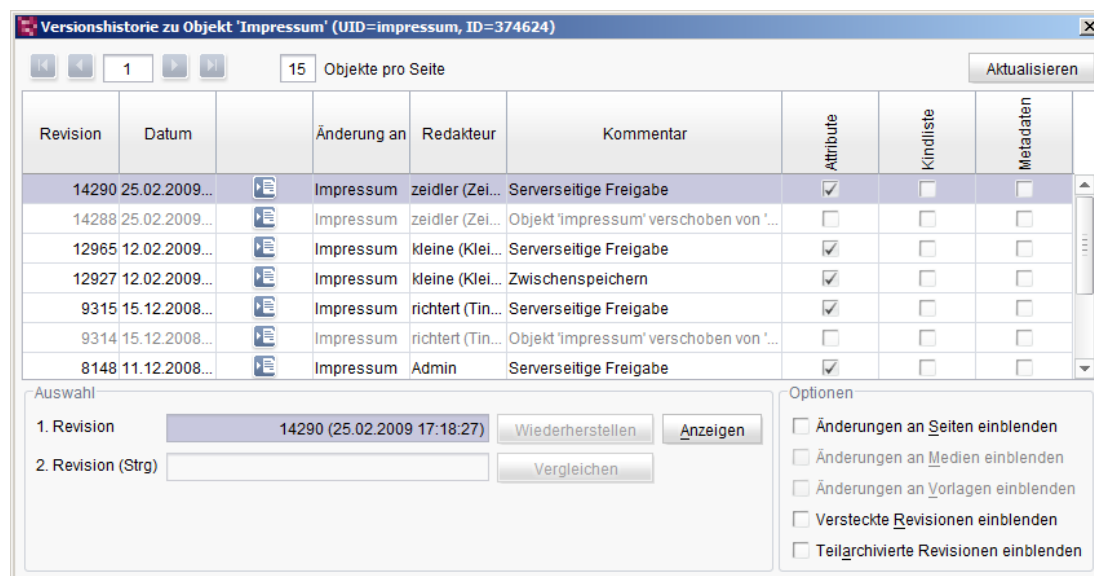 Versionshistorie zu Objekt 'Impressum' (UID=impressum, ID=374624)
1 15 Objekte pro Seite Aktualisieren
Revision Datum Änderung an Redakteur Kommentar Attribute Kindliste Metadaten
14290 25.02.2009... Impressum zeidler (Zei... Serverseitige Freigabe
14288 25.02.2009... Impressum zeidler (Zei... Objekt 'impressum' verschoben von '...
12965 12.02.2009... Impressum kleine (Klei... Serverseitige Freigabe
12927 12.02.2009... Impressum kleine (Klei... Zwischenspeichern
9315 15.12.2008... Impressum richtert (Tin... Serverseitige Freigabe
9314 15.12.2008... Impressum richtert (Tin... Objekt 'impressum' verschoben von '...
8148 11.12.2008... Impressum Admin Serverseitige Freigabe
Auswahl
1. Revision 14290 (25.02.2009 17:18:27) Wiederherstellen Anzeigen
2. Revision (Strg) Vergleichen
Optionen
Änderungen an Seiten einblenden
Änderungen an Medien einblenden
Änderungen an Vorlagen einblenden
Versteckte Revisionen einblenden
Teilarchivierte Revisionen einblenden